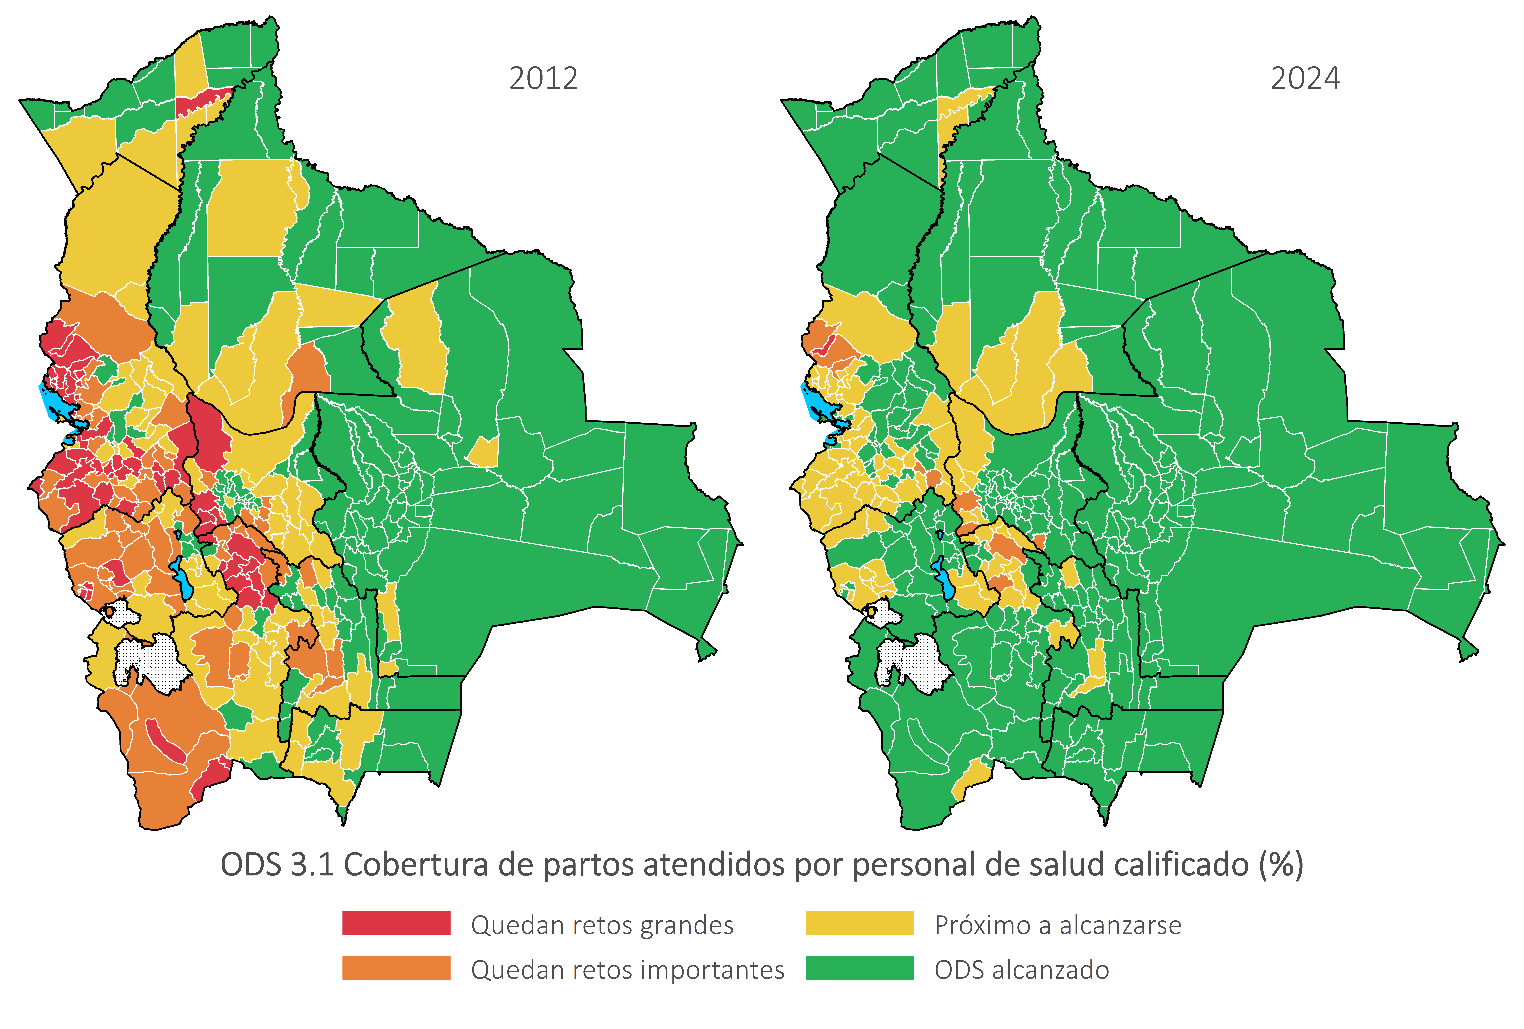 2012
2024
ODS 3.1 Cobertura de partos atendidos por personal de salud calificado (%)
Quedan retos grandes
Próximo a alcanzarse
Quedan retos importantes
ODS alcanzado